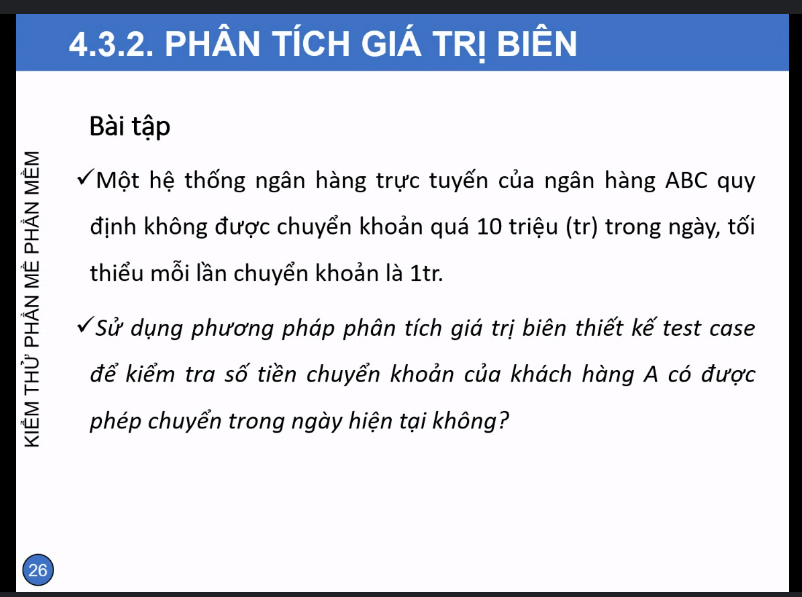 4.3.2. PHÂN TÍCH GIÁ TRỊ BIÊN
Bài tập
✓Một hệ thống ngân hàng trực tuyến của ngân hàng ABC quy
định không được chuyển khoản quá 10 triệu (tr) trong ngày, tối
thiểu mỗi lần chuyển khoản là 1tr.
✓Sử dụng phương pháp phân tích giá trị biên thiết kế test case
để kiểm tra số tiền chuyển khoản của khách hàng A có được
phép chuyển trong ngày hiện tại không?
KIỂM THỬ PHẦN MỀ PHẦN MỀM
26